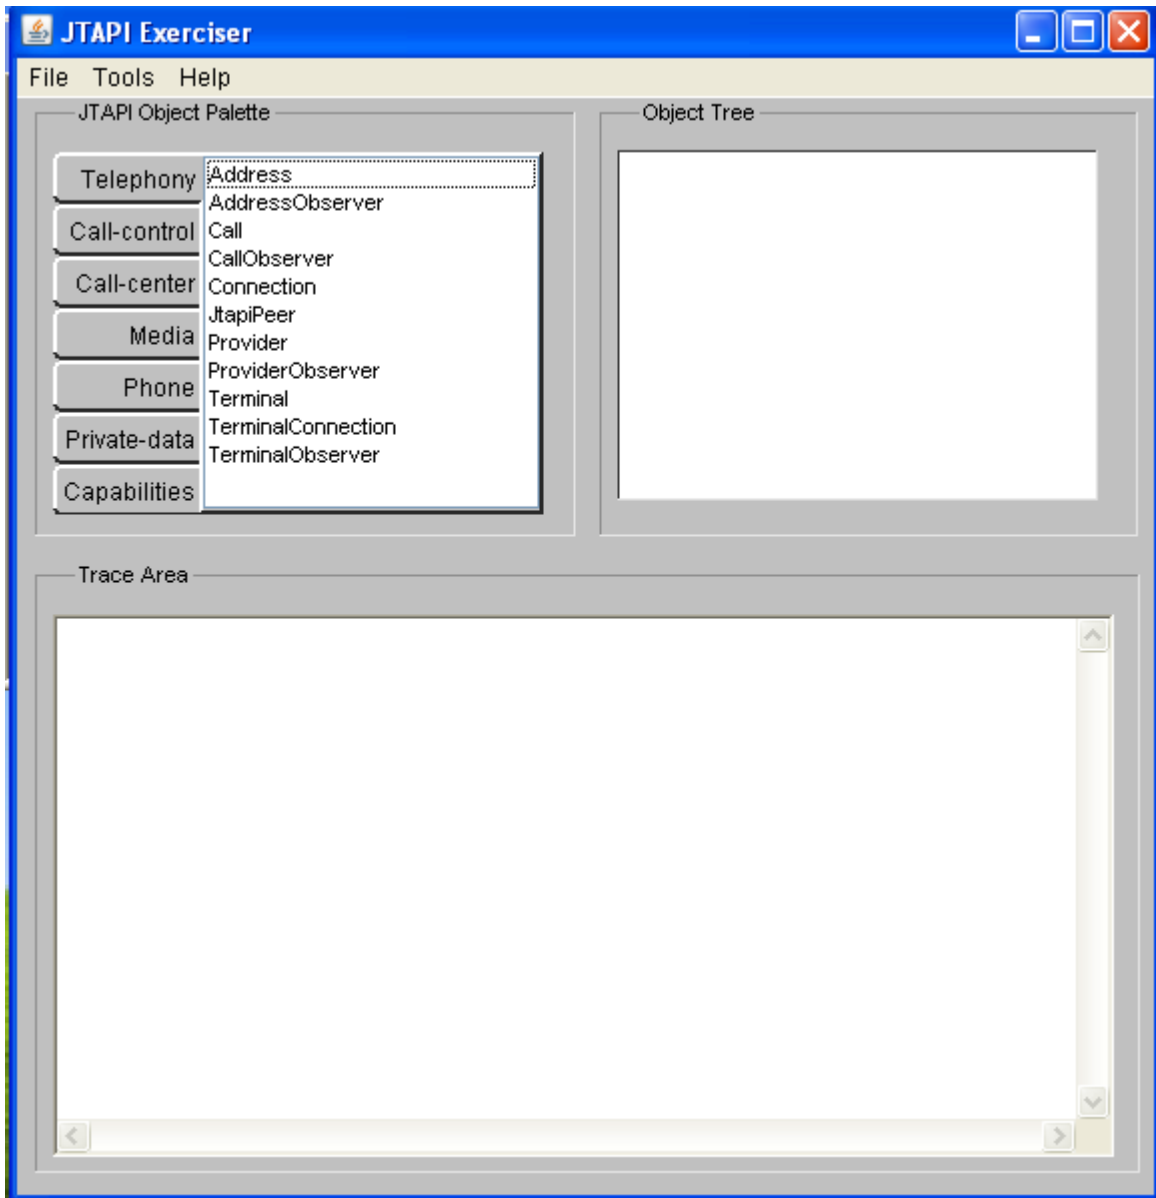 JTAPI Exerciser
File Tools Help
JTAPI Object Palette
Telephony
Call-control
Call-center
Media
Phone
Private-data
Capabilities
Address
AddressObserver
Call
CallObserver
Connection
JtapiPeer
Provider
ProviderObserver
Terminal
TerminalConnection
TerminalObserver
Object Tree
Trace Area